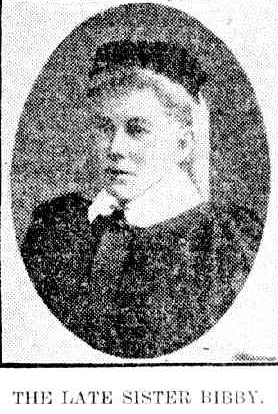 THE LATE SISTER BIBBY.